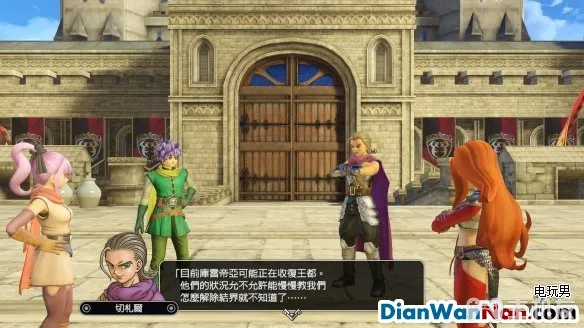 「目前庫雷帝亞可能正在收復王都。
他們的狀況允不允許能慢慢教我們
怎麼解除結界就不知道了……
切札爾
电玩男
DianWanNan.com